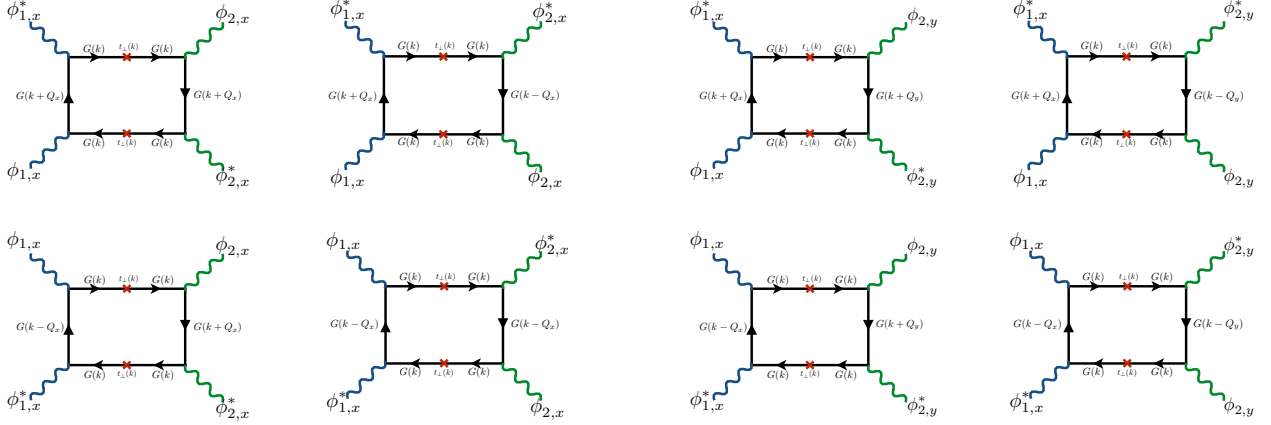 ϕ*₁,ₓ ϕ₂,ₓ ϕ*₁,ₓ ϕ*₂,ₓ ϕ*₁,ₓ ϕ₂,y ϕ*₁,ₓ ϕ*₂,y
G(k) t⊥(k) G(k) G(k) t⊥(k) G(k) G(k) t⊥(k) G(k) G(k) t⊥(k) G(k)
G(k + Qₓ) G(k + Qₓ) G(k + Qₓ) G(k − Qₓ) G(k + Qₓ) G(k + Qy) G(k + Qₓ) G(k − Qy)
G(k) t⊥(k) G(k) G(k) t⊥(k) G(k) G(k) t⊥(k) G(k) G(k) t⊥(k) G(k)
ϕ₁,ₓ ϕ*₂,ₓ ϕ₁,ₓ ϕ₂,ₓ ϕ₁,ₓ ϕ*₂,y ϕ₁,ₓ ϕ₂,y
ϕ₁,ₓ ϕ₂,ₓ ϕ₁,ₓ ϕ*₂,ₓ ϕ₁,ₓ ϕ₂,y ϕ₁,ₓ ϕ*₂,y
G(k) t⊥(k) G(k) G(k) t⊥(k) G(k) G(k) t⊥(k) G(k) G(k) t⊥(k) G(k)
G(k − Qₓ) G(k + Qₓ) G(k − Qₓ) G(k − Qₓ) G(k − Qₓ) G(k + Qy) G(k − Qₓ) G(k − Qy)
G(k) t⊥(k) G(k) G(k) t⊥(k) G(k) G(k) t⊥(k) G(k) G(k) t⊥(k) G(k)
ϕ*₁,ₓ ϕ*₂,ₓ ϕ*₁,ₓ ϕ₂,ₓ ϕ*₁,ₓ ϕ*₂,y ϕ*₁,ₓ ϕ₂,y